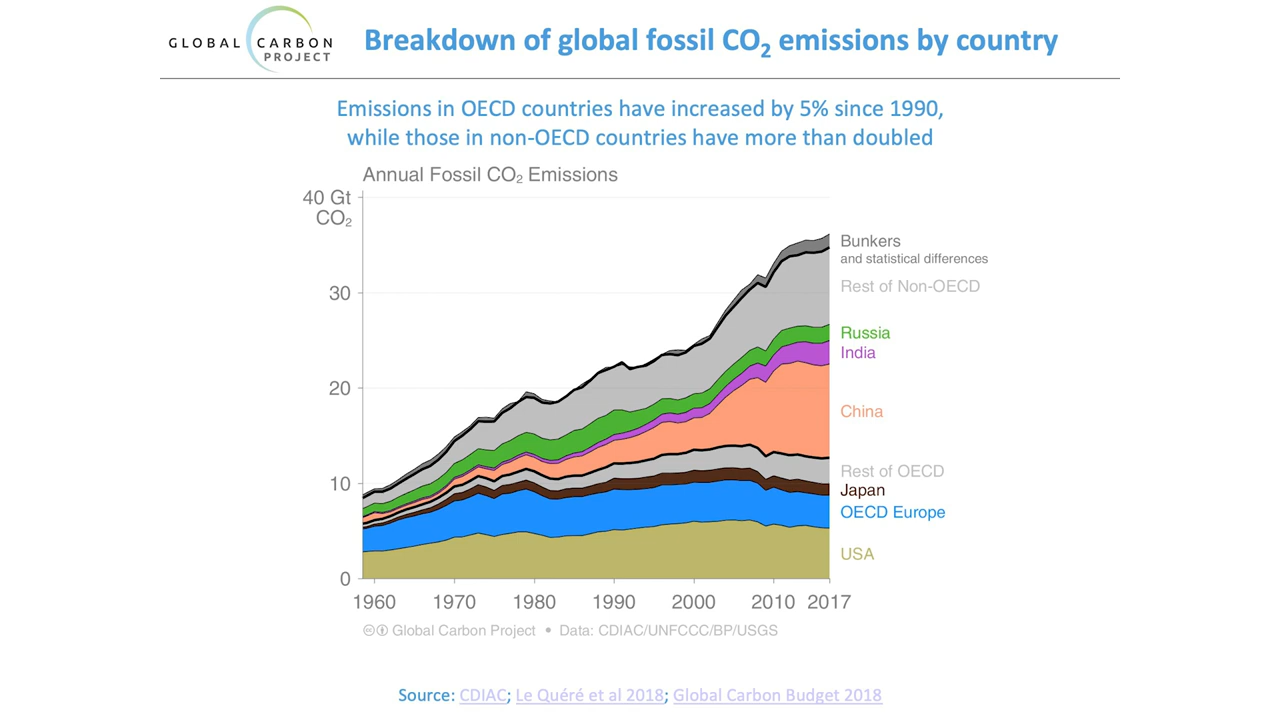 GLOBAL CARBON
PROJECT
Breakdown of global fossil CO₂ emissions by country
Emissions in OECD countries have increased by 5% since 1990,
while those in non-OECD countries have more than doubled
Annual Fossil CO₂ Emissions
40 Gt
CO₂
30
20
10
0
Bunkers
and statistical differences
Rest of Non-OECD
Russia
India
China
Rest of OECD
Japan
OECD Europe
USA
1960 1970 1980 1990 2000 2010 2017
Global Carbon Project • Data: CDIAC/UNFCCC/BP/USGS
Source: CDIAC; Le Quéré et al 2018; Global Carbon Budget 2018